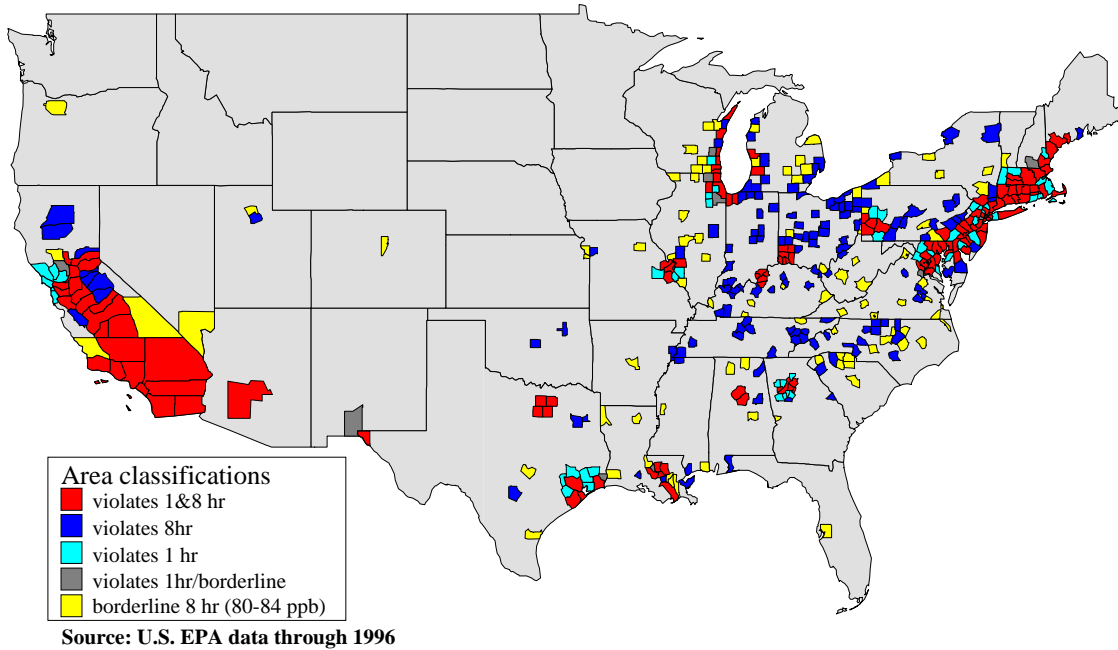 Area classifications
violates 1&8 hr
violates 8hr
violates 1 hr
violates 1hr/borderline
borderline 8 hr (80-84 ppb)
Source: U.S. EPA data through 1996